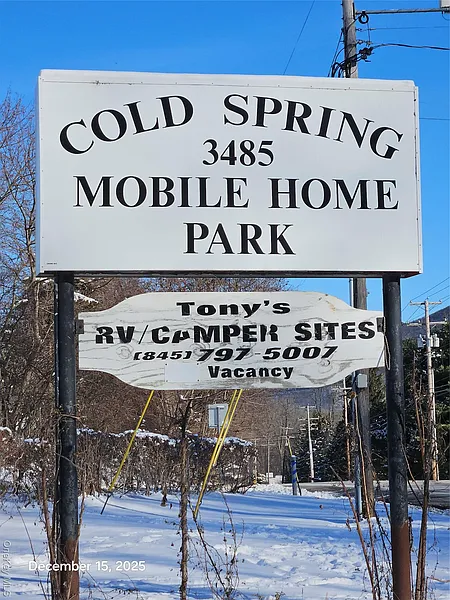 COLD SPRING
3485
MOBILE HOME
PARK
Tony's
RV/CAMPER SITES
(845) 797-5007
Vacancy
December 15, 2025